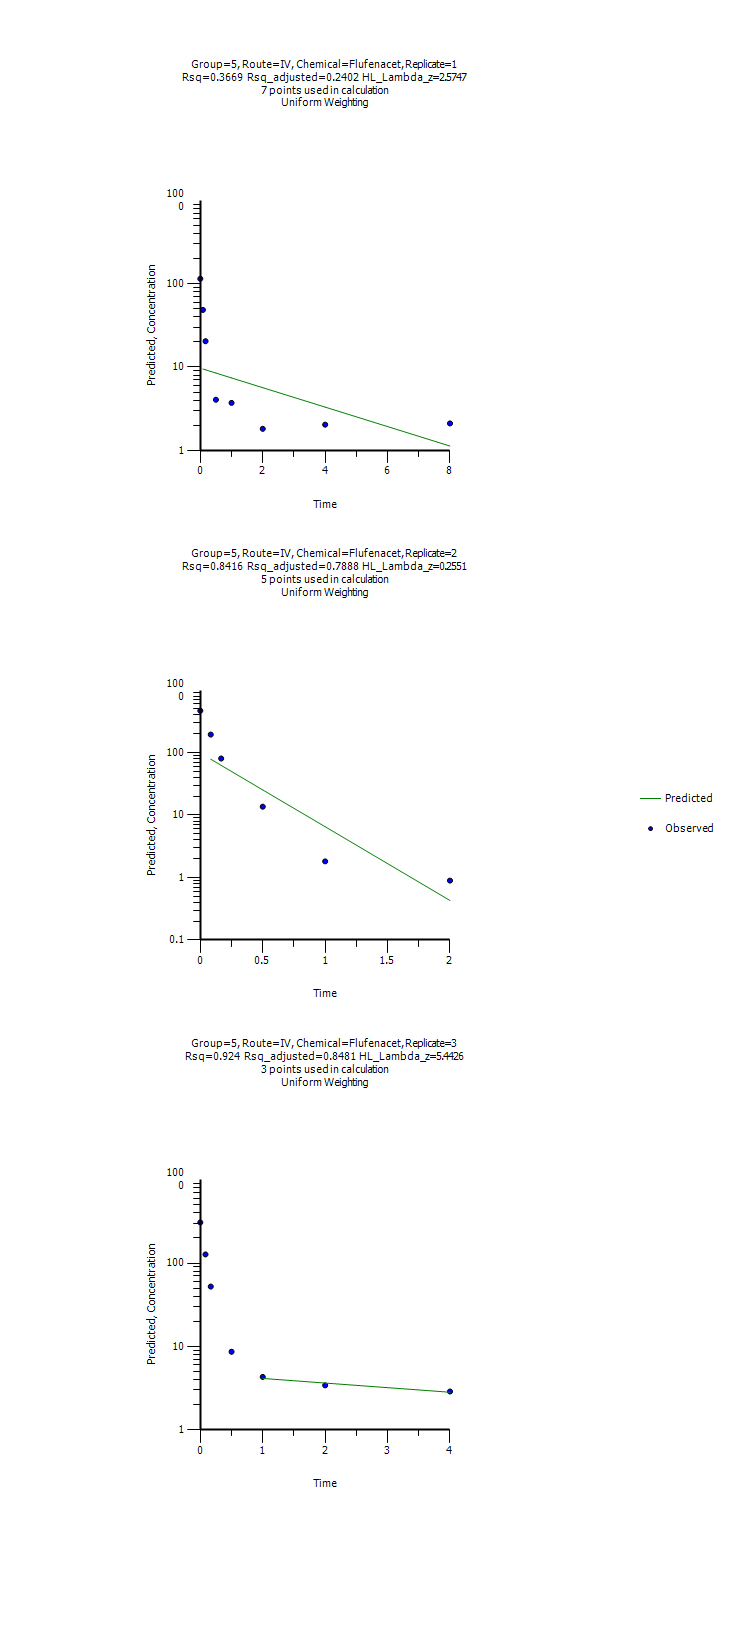 Group=5, Route=IV, Chemical=Flufenacet, Replicate=1
Rsq=0.3669 Rsq_adjusted=0.2402 HL_Lambda_z=2.5747
7 points used in calculation
Uniform Weighting
100
0
100
10
1
Predicted, Concentration
0 2 4 6 8
Time
Group=5, Route=IV, Chemical=Flufenacet, Replicate=2
Rsq=0.8416 Rsq_adjusted=0.7888 HL_Lambda_z=0.2551
5 points used in calculation
Uniform Weighting
100
0
100
10
1
0.1
Predicted, Concentration
0 0.5 1 1.5 2
Time
Predicted
Observed
Group=5, Route=IV, Chemical=Flufenacet, Replicate=3
Rsq=0.924 Rsq_adjusted=0.8481 HL_Lambda_z=5.4426
3 points used in calculation
Uniform Weighting
100
0
100
10
1
Predicted, Concentration
0 1 2 3 4
Time